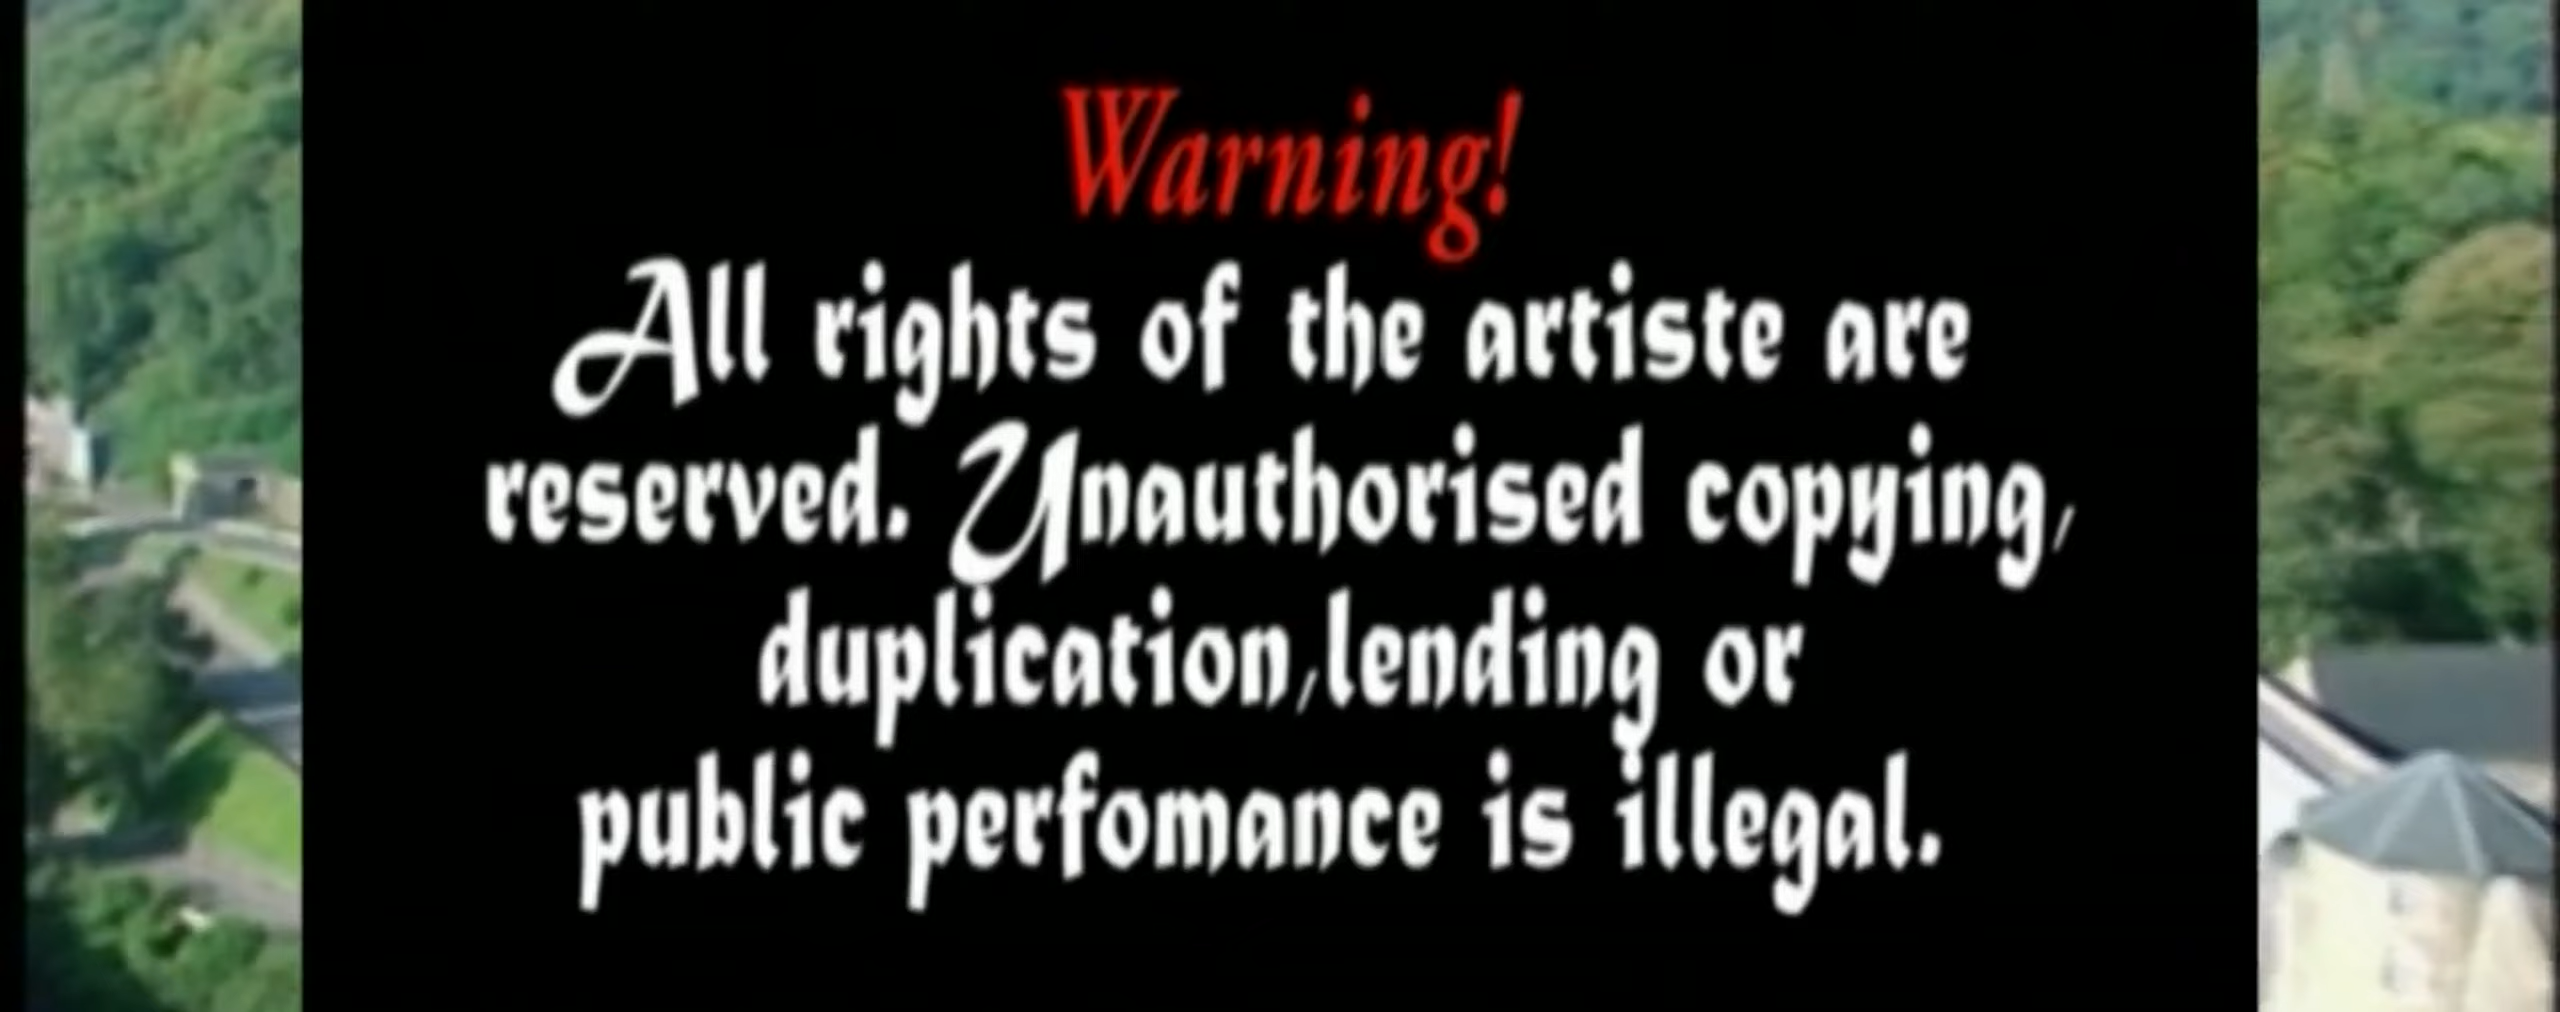 Warning!
All rights of the artiste are
reserved. Unauthorised copying,
duplication,lending or
public perfomance is illegal.